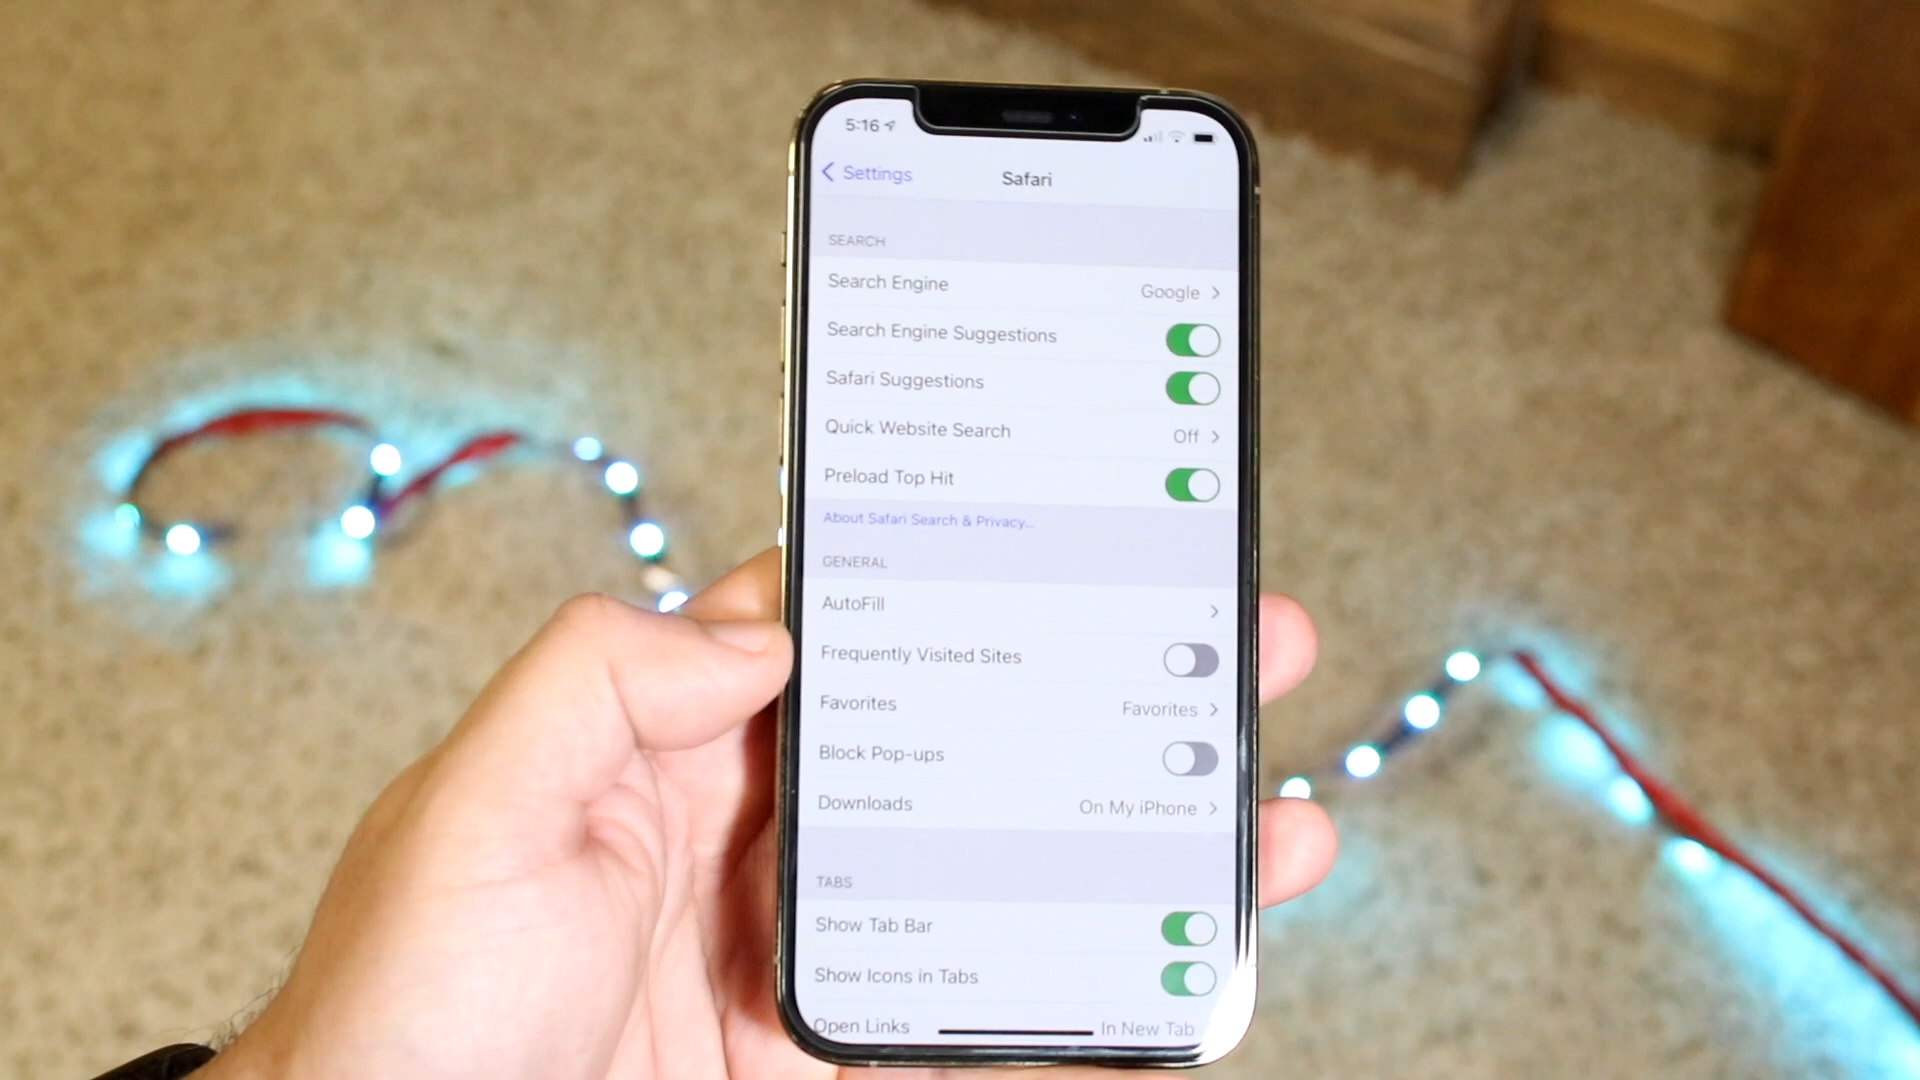 5:16
Settings
Safari
SEARCH
Search Engine Google
Search Engine Suggestions
Safari Suggestions
Quick Website Search Off
Preload Top Hit
About Safari Search & Privacy...
GENERAL
AutoFill
Frequently Visited Sites
Favorites Favorites
Block Pop-ups
Downloads On My iPhone
TABS
Show Tab Bar
Show Icons in Tabs
Open Links In New Tab